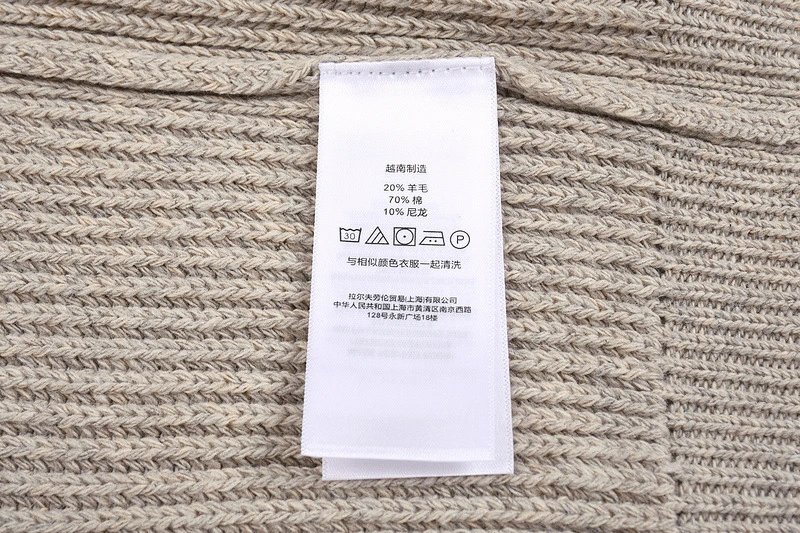 越南制造
20% 羊毛
70% 棉
10% 尼龙
30
P
与相似颜色衣服一起清洗
拉尔夫劳伦贸易(上海)有限公司
中华人民共和国上海市黄浦区南京西路
128号永新广场18楼